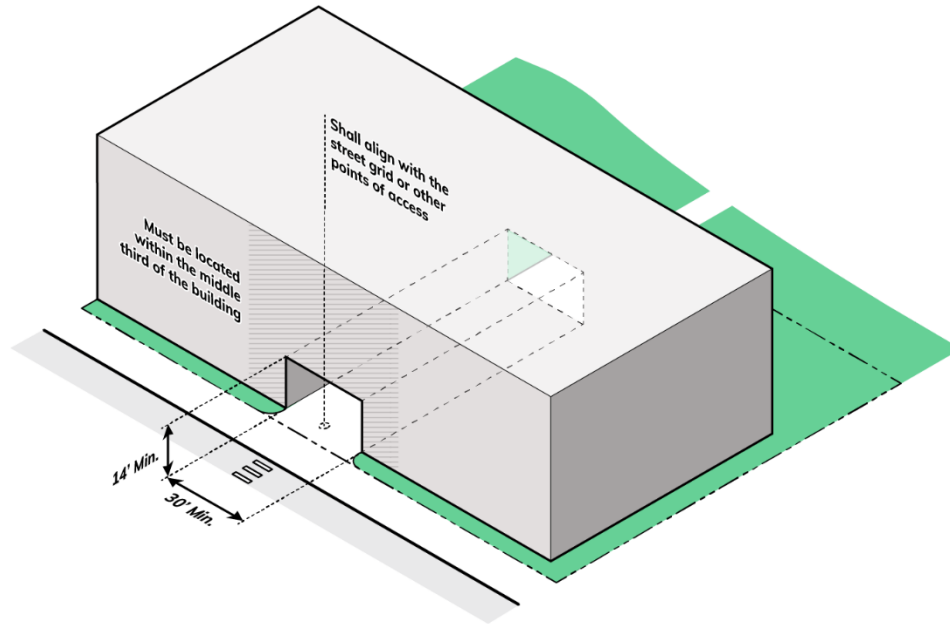 Shall align with the
street grid or other
points of access
Must be located
within the middle
third of the building
14' Min.
30' Min.